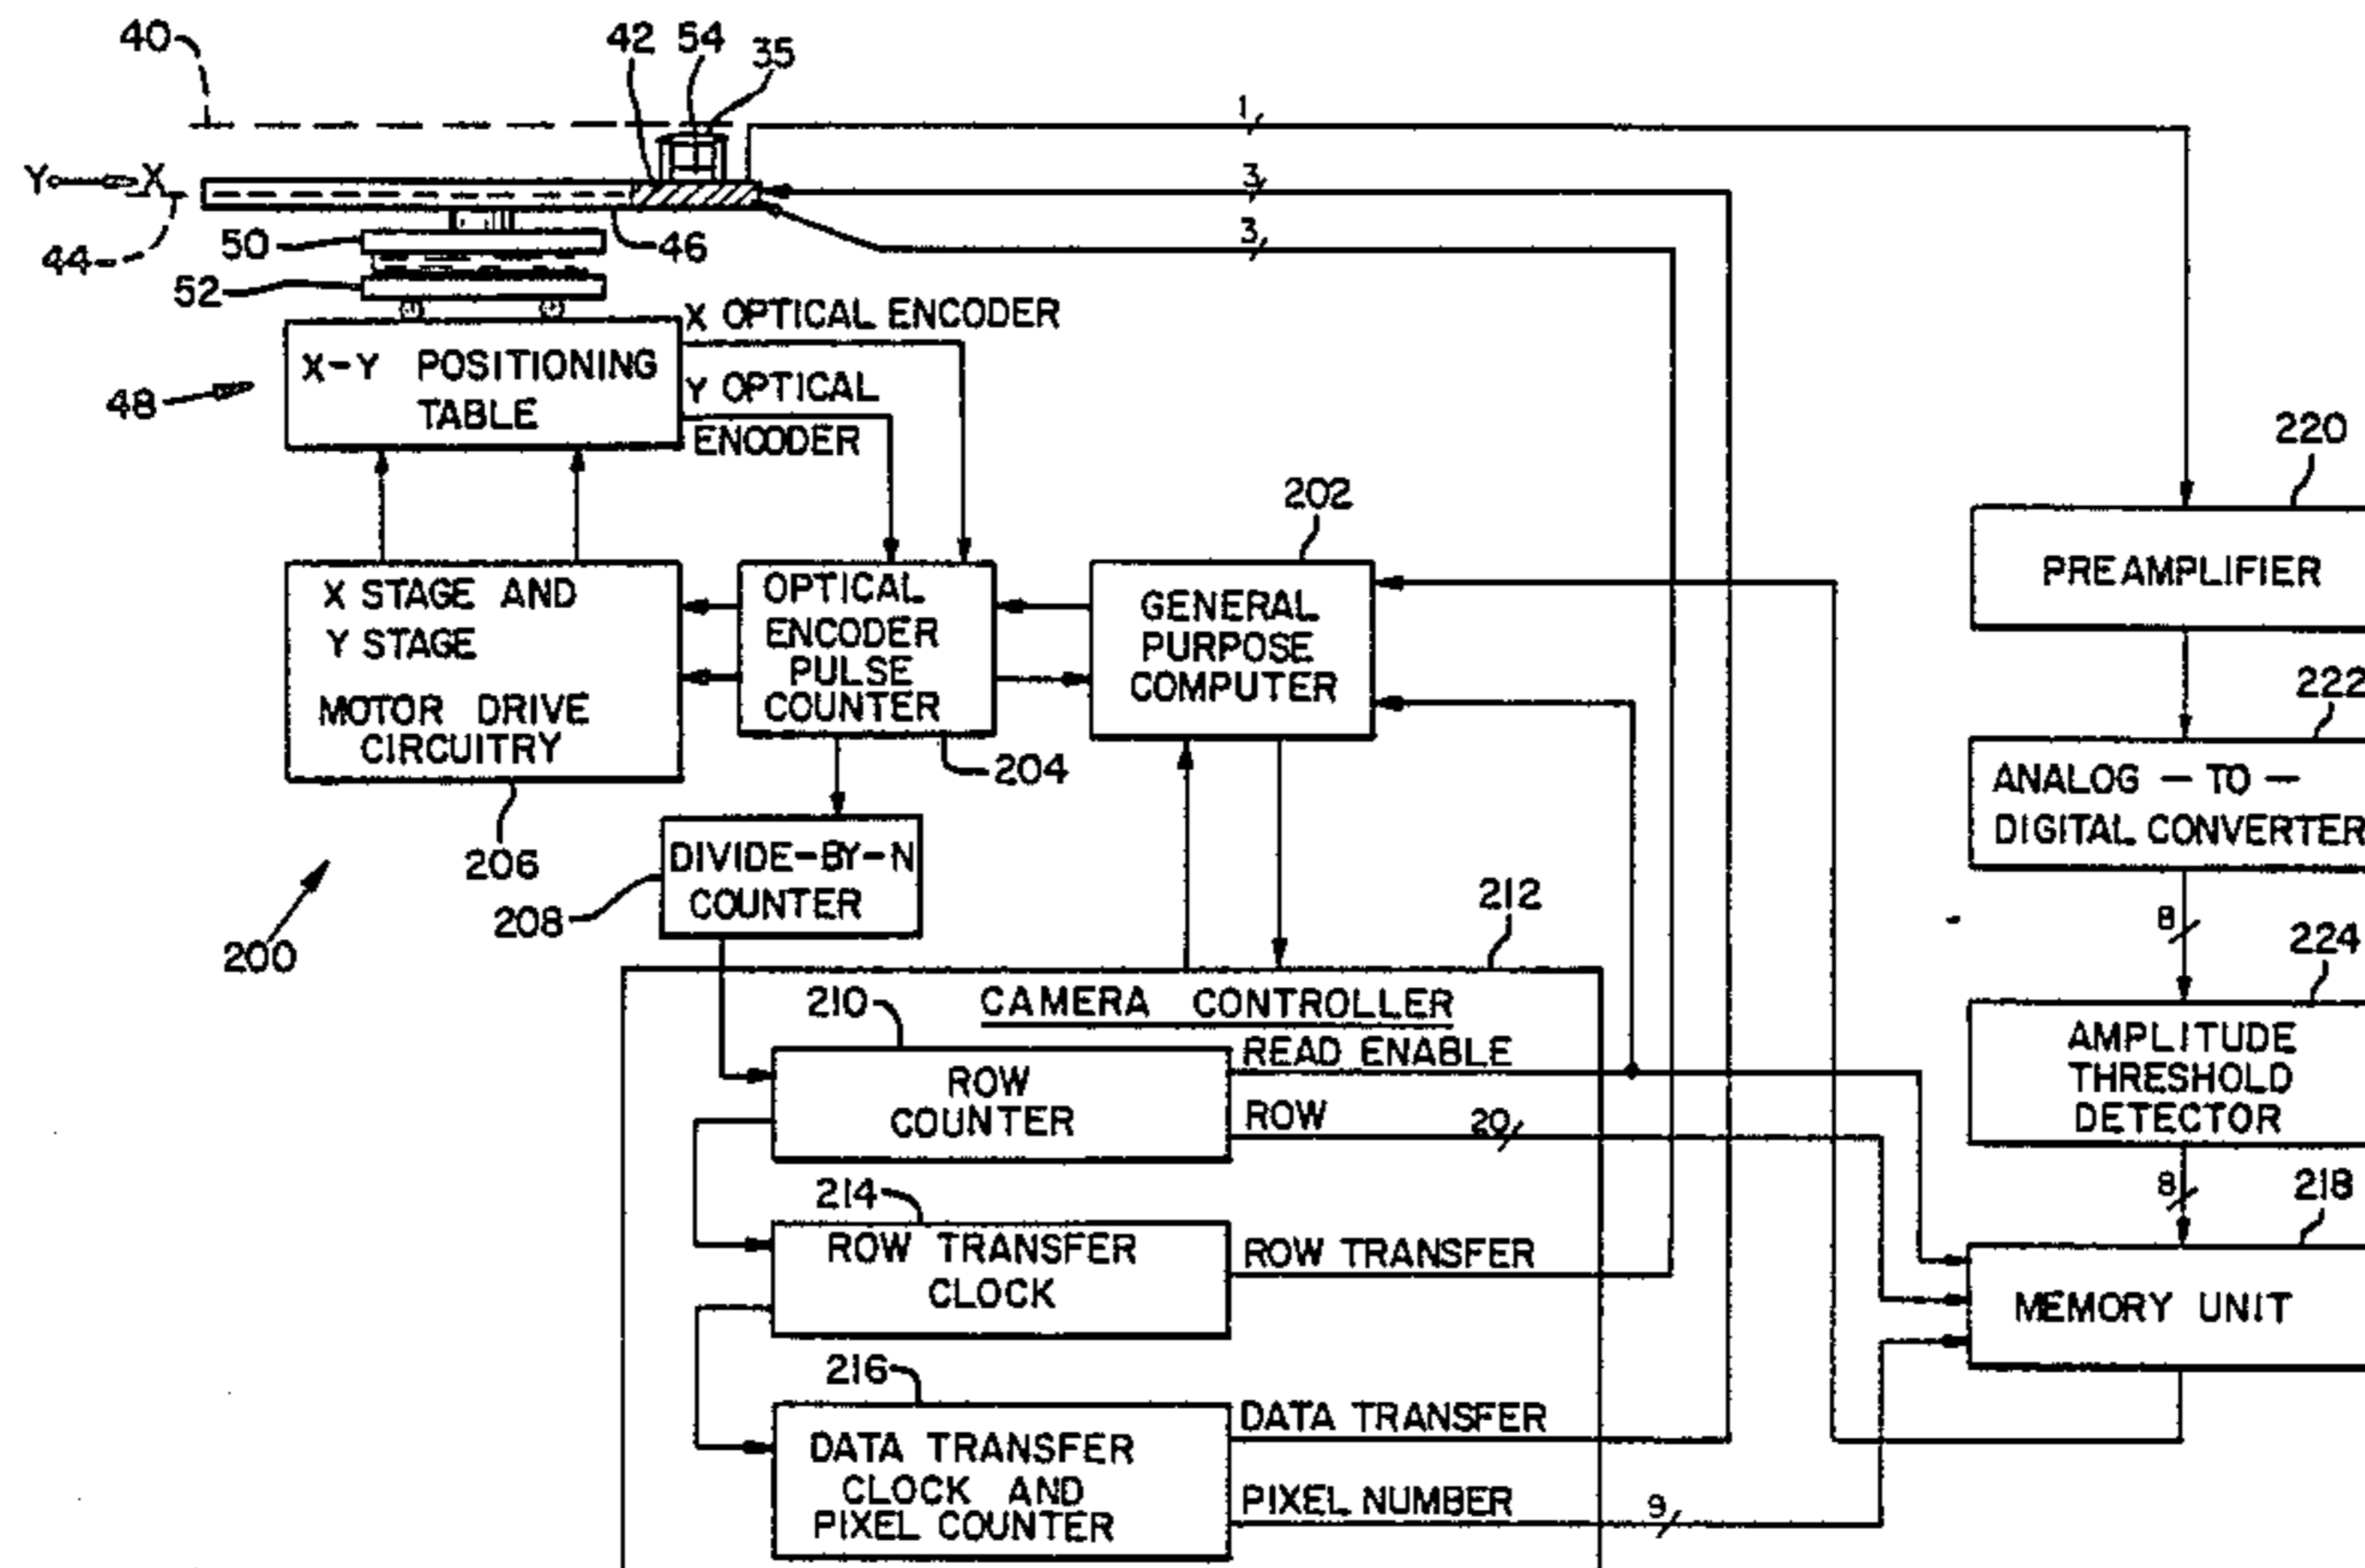 40
42 54 35
1
Y X
3
3
44
50
46
52
X OPTICAL ENCODER
X-Y POSITIONING
TABLE
Y OPTICAL
ENCODER
48
220
202
PREAMPLIFIER
X STAGE AND
Y STAGE
MOTOR DRIVE
CIRCUITRY
OPTICAL
ENCODER
PULSE
COUNTER
GENERAL
PURPOSE
COMPUTER
222
204
ANALOG - TO -
DIGITAL CONVERTER
206
DIVIDE-BY-N
COUNTER
208
200
212
8
224
CAMERA CONTROLLER
210
READ ENABLE
ROW
COUNTER
ROW
20
AMPLITUDE
THRESHOLD
DETECTOR
8
218
214
ROW TRANSFER
CLOCK
ROW TRANSFER
MEMORY UNIT
216
DATA TRANSFER
CLOCK AND
PIXEL COUNTER
DATA TRANSFER
PIXEL NUMBER
9